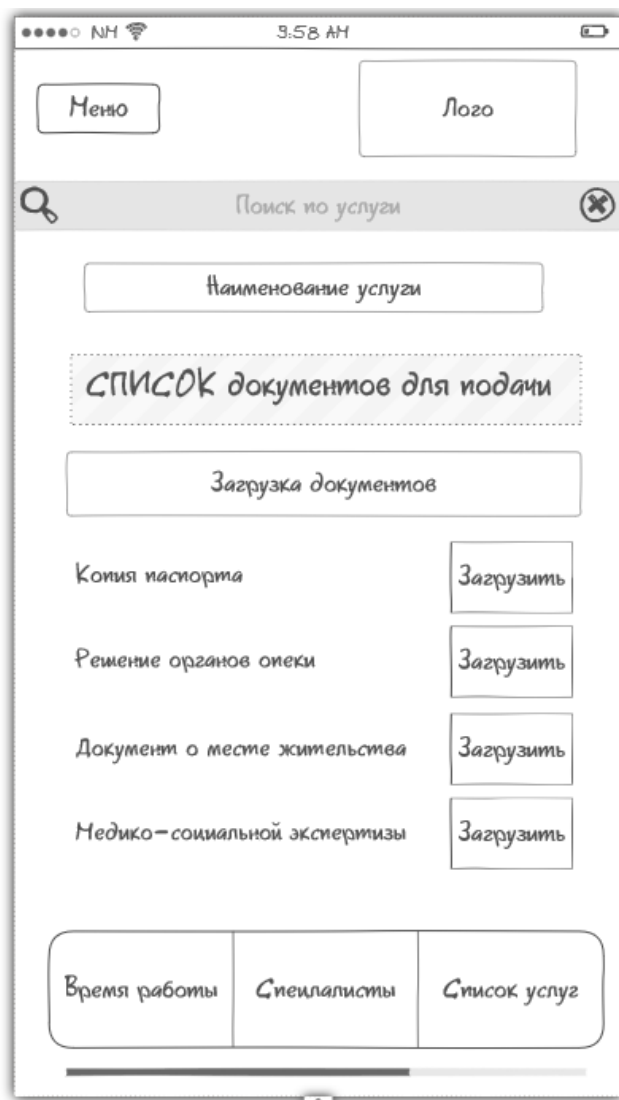 NM 9:58 AM
Меню
Лого
Поиск по услуги
Наименование услуги
СПИСОК документов для подачи
Загрузка документов
Копия паспорта Загрузить
Решение органов опеки Загрузить
Документ о месте жительства Загрузить
Медико-социальной экспертизы Загрузить
Время работы Специалисты Список услуг